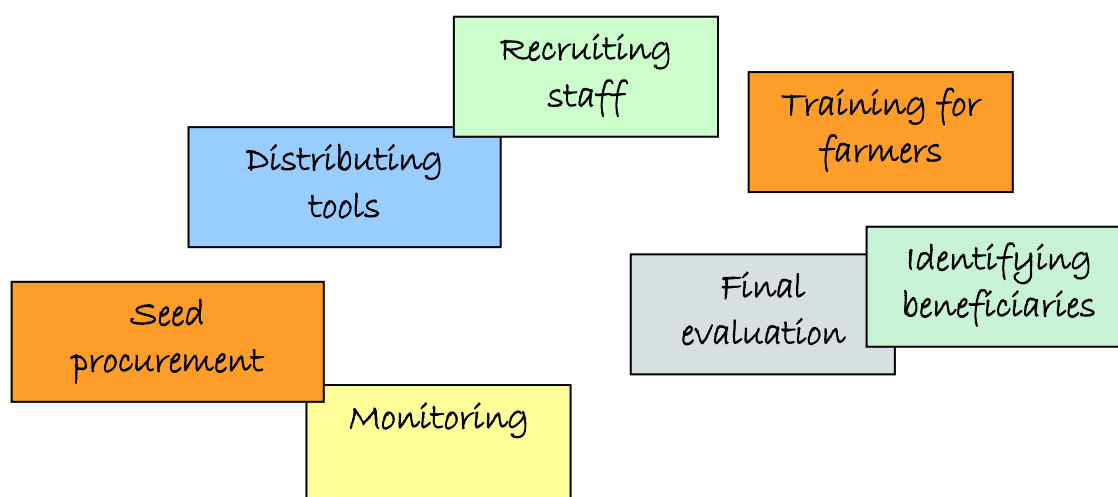 Recruiting
staff
Training for
farmers
Distributing
tools
Identifying
beneficiaries
Final
evaluation
Seed
procurement
Monitoring